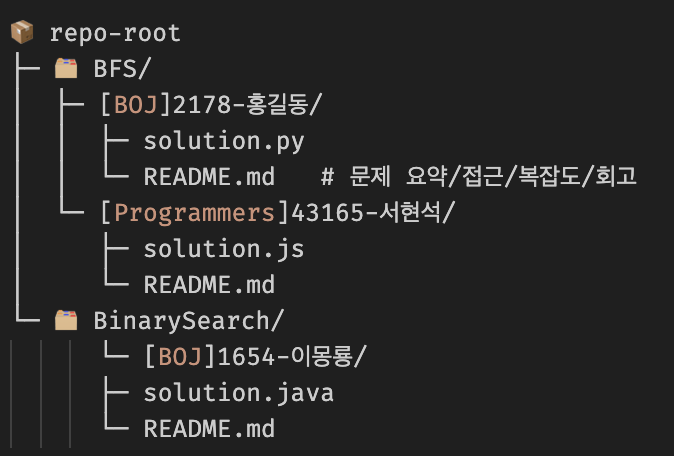 📦 repo-root
├─ 🗂️ BFS/
│  ├─ [BOJ]2178-홍길동/
│  │  ├─ solution.py
│  │  └─ README.md   # 문제 요약/접근/복잡도/회고
│  └─ [Programmers]43165-서현석/
│     ├─ solution.js
│     └─ README.md
└─ 🗂️ BinarySearch/
      └─ [BOJ]1654-이몽룡/
      ├─ solution.java
      └─ README.md